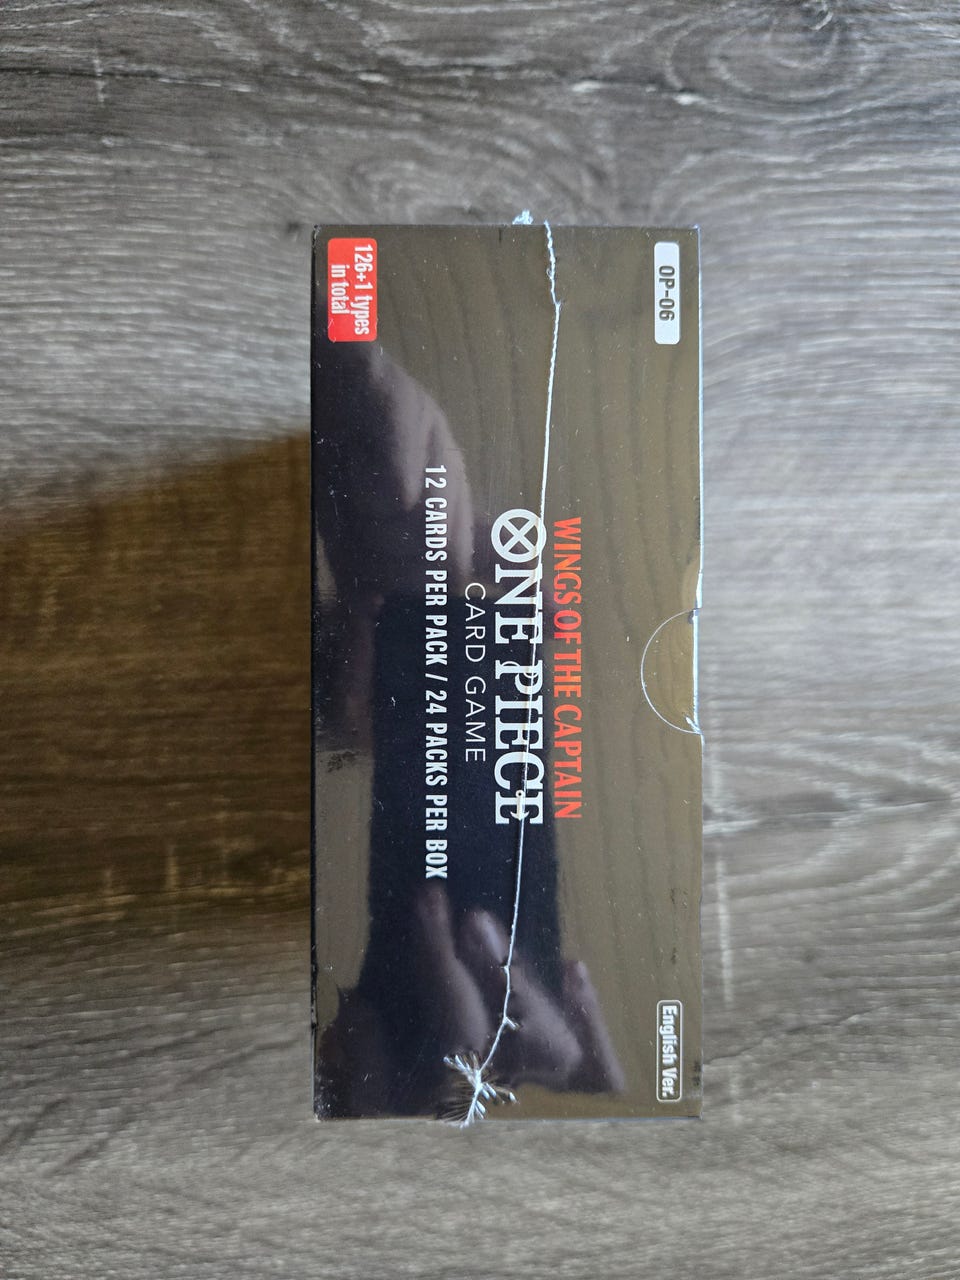 OP-06
English Ver.
WINGS OF THE CAPTAIN
ONE PIECE
CARD GAME
12 CARDS PER PACK / 24 PACKS PER BOX
126+1 types
in total